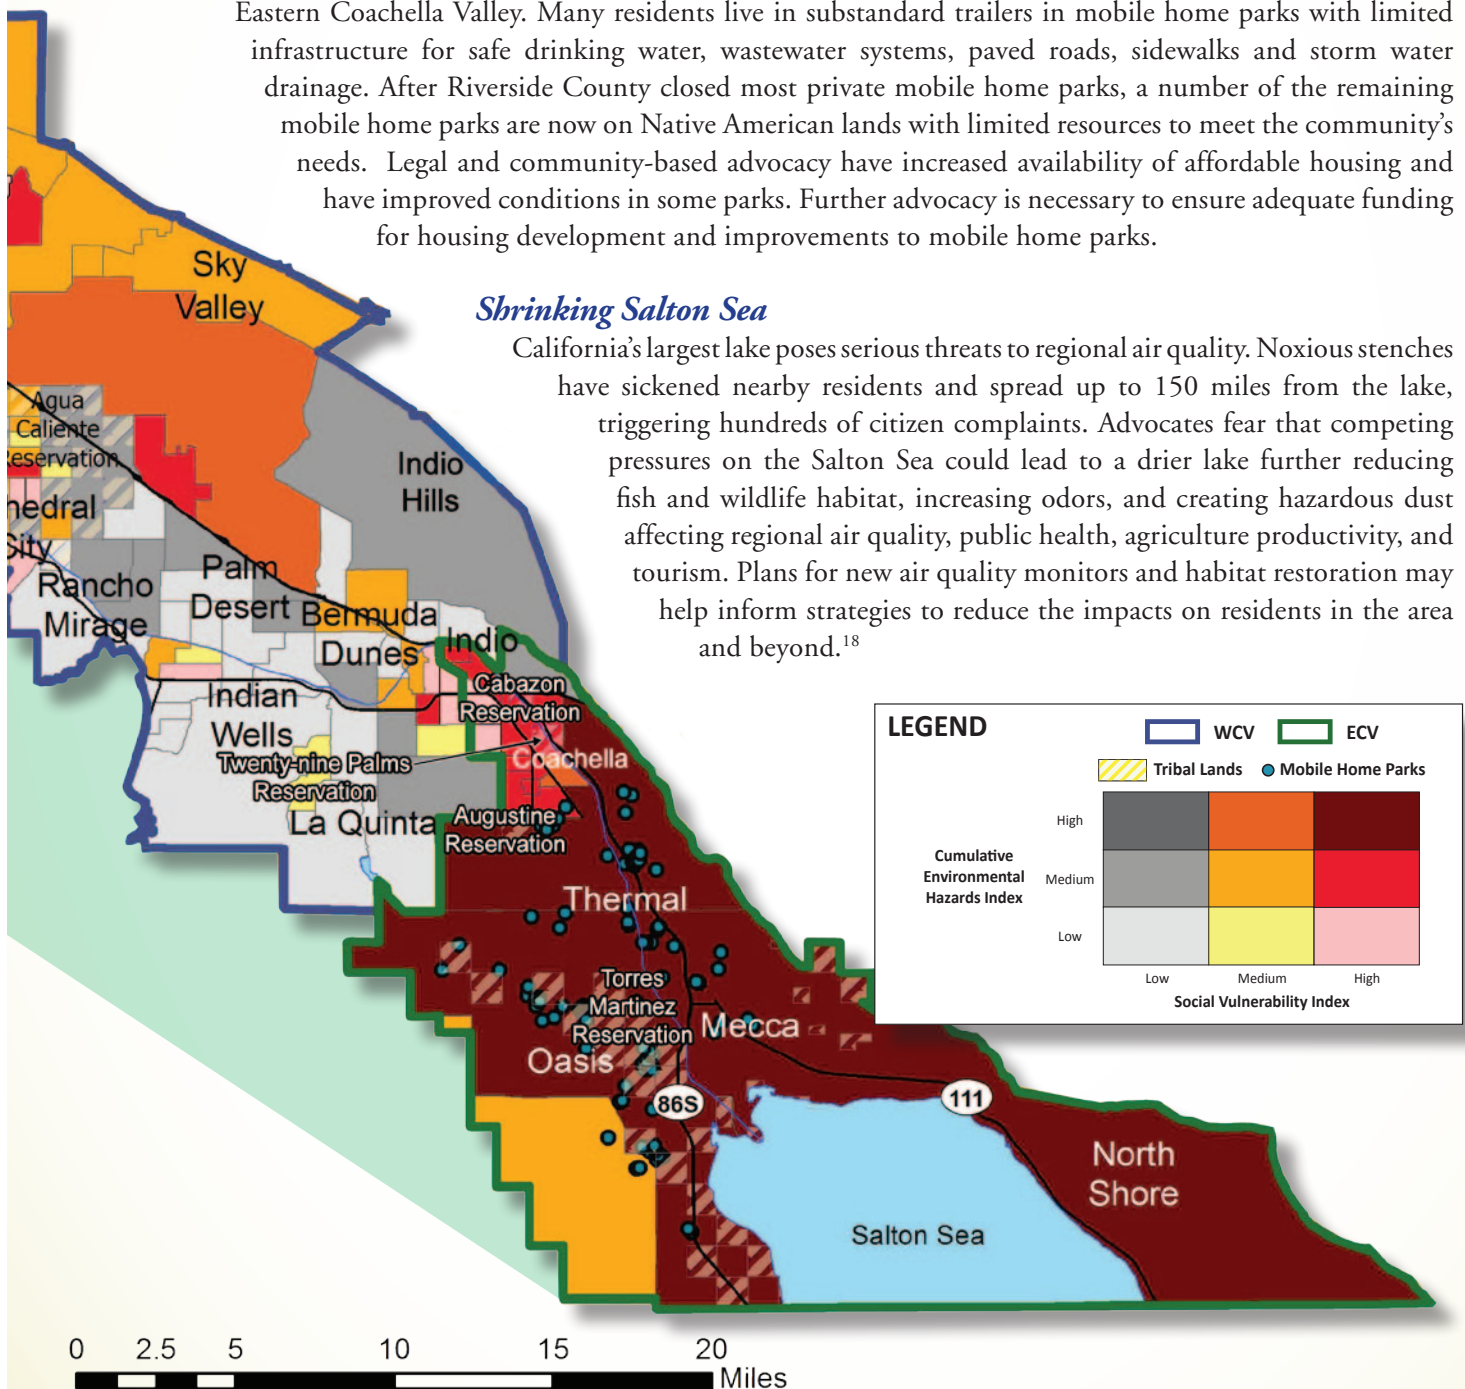 Eastern Coachella Valley. Many residents live in substandard trailers in mobile home parks with limited
infrastructure for safe drinking water, wastewater systems, paved roads, sidewalks and storm water
drainage. After Riverside County closed most private mobile home parks, a number of the remaining
mobile home parks are now on Native American lands with limited resources to meet the community's
needs.  Legal and community-based advocacy have increased availability of affordable housing and
have improved conditions in some parks. Further advocacy is necessary to ensure adequate funding
for housing development and improvements to mobile home parks.
Shrinking Salton Sea
California's largest lake poses serious threats to regional air quality. Noxious stenches
have sickened nearby residents and spread up to 150 miles from the lake,
triggering hundreds of citizen complaints. Advocates fear that competing
pressures on the Salton Sea could lead to a drier lake further reducing
fish and wildlife habitat, increasing odors, and creating hazardous dust
affecting regional air quality, public health, agriculture productivity, and
tourism. Plans for new air quality monitors and habitat restoration may
help inform strategies to reduce the impacts on residents in the area
and beyond.18
Sky
Valley
Agua
Caliente
Reservation
Indio
Hills
hedral
City
Rancho
Mirage
Palm
Desert
Bermuda
Dunes
Indio
Cabazon
Reservation
Indian
Wells
Twenty-nine Palms
Reservation
Coachella
La Quinta
Augustine
Reservation
Thermal
Torres
Martinez
Reservation
Mecca
Oasis
86S
111
North
Shore
Salton Sea
LEGEND
WCV
ECV
Tribal Lands
Mobile Home Parks
Cumulative
Environmental
Hazards Index
High
Medium
Low
Low Medium High
Social Vulnerability Index
0 2.5 5 10 15 20
Miles